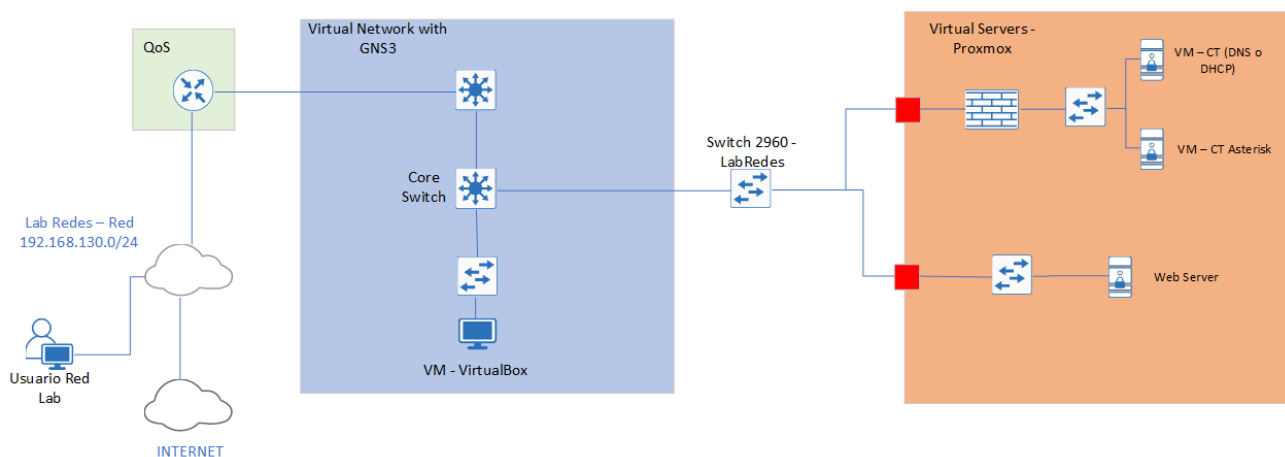 QoS
Virtual Network with
GNS3
Virtual Servers -
Proxmox
VM – CT (DNS o
DHCP)
VM – CT Asterisk
Switch 2960 -
LabRedes
Core
Switch
Lab Redes – Red
192.168.130.0/24
Web Server
Usuario Red
Lab
VM - VirtualBox
INTERNET